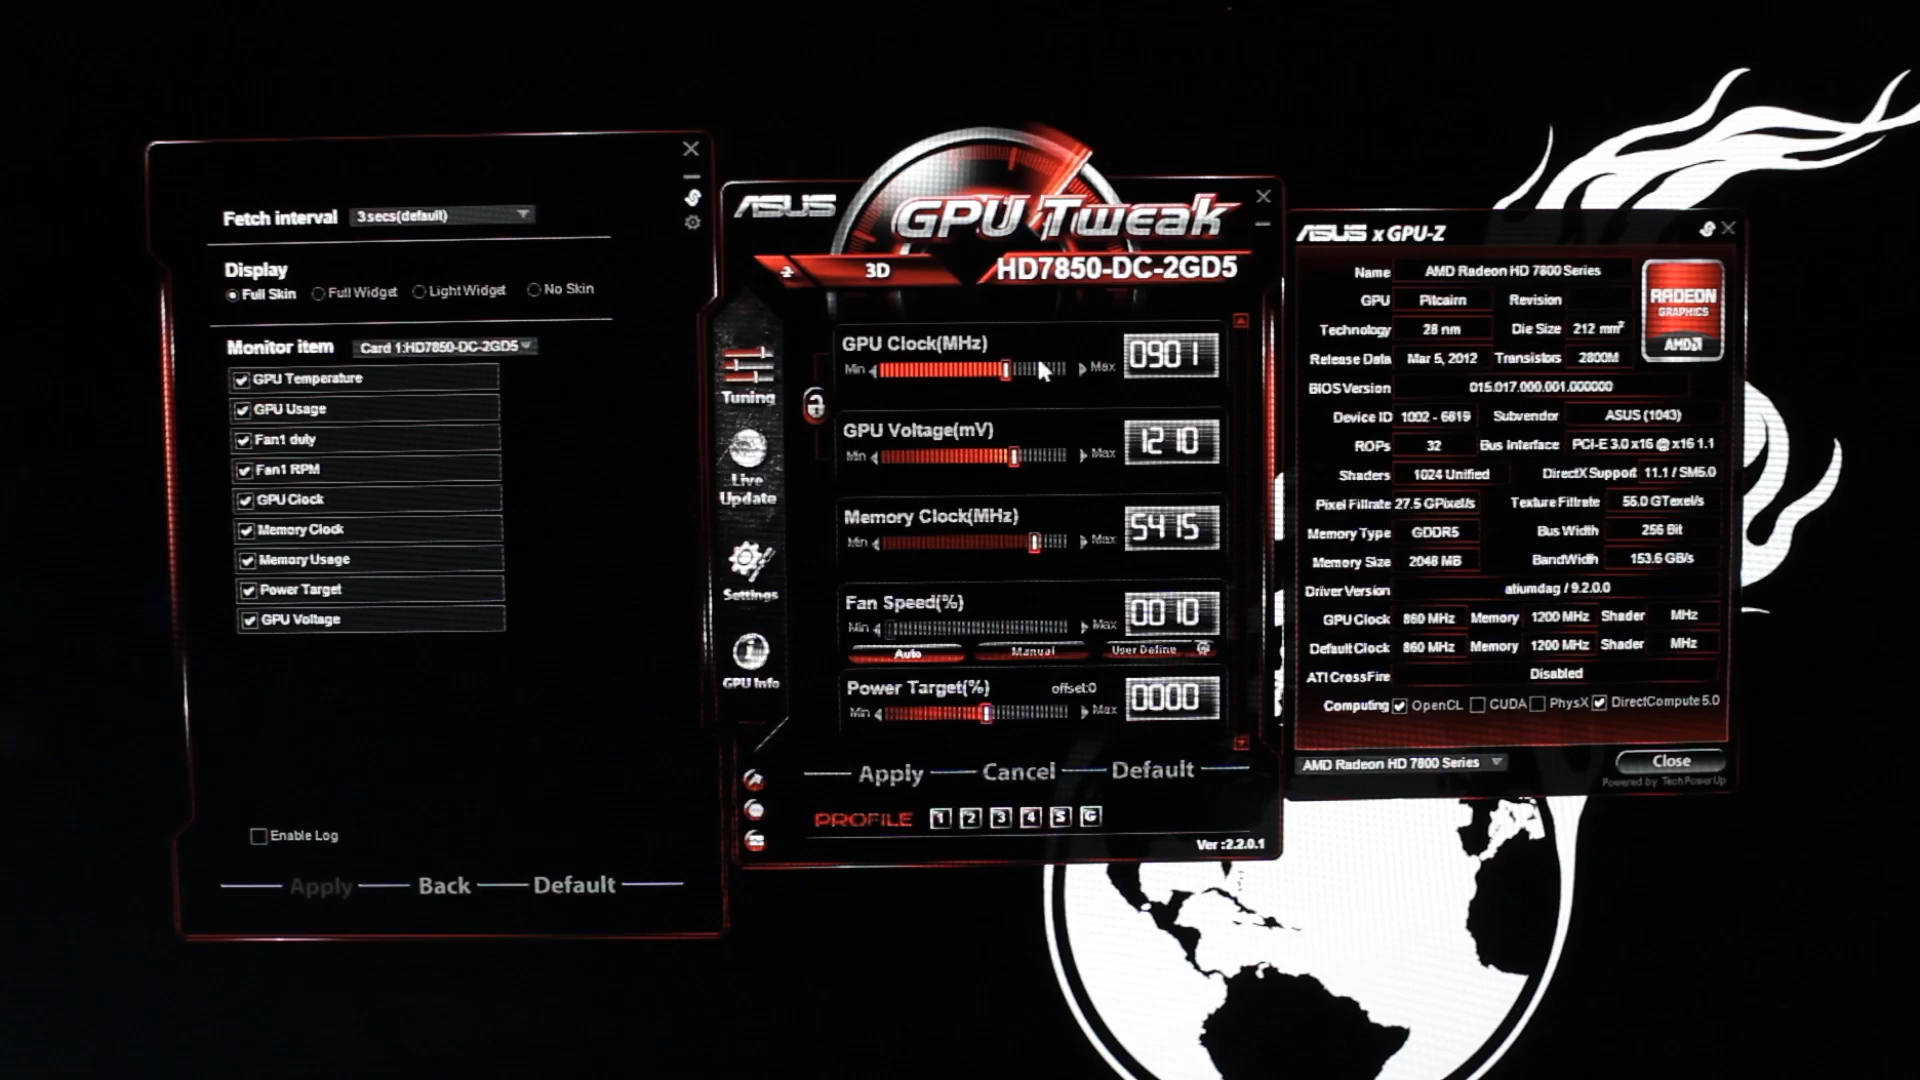 Fetch interval 3secs(default)
Display
Full Skin Full Widget Light Widget No Skin
Monitor item Card 1:HD7850-DC-2GD5
GPU Temperature
GPU Usage
Fan1 duty
Fan1 RPM
GPU Clock
Memory Clock
Memory Usage
Power Target
GPU Voltage
Enable Log
Apply Back Default
ASUS GPU Tweak
3D HD7850-DC-2GD5
Tuning
Live
Update
Settings
GPU Info
GPU Clock(MHz)
Min Max 0901
GPU Voltage(mV)
Min Max 1210
Memory Clock(MHz)
Min Max 5415
Fan Speed(%)
Min Max 0010
Auto Manual User Define
Power Target(%) offset:0
Min Max 0000
Apply Cancel Default
PROFILE 1 2 3 4 S G
Ver :2.2.0.1
ASUS x GPU-Z
Name AMD Radeon HD 7800 Series
GPU Pitcairn Revision
Technology 28 nm Die Size 212 mm²
Release Data Mar 5, 2012 Transistors 2800M
BIOS Version 015.017.000.001.000000
Device ID 1002 - 6819 Subvendor ASUS (1043)
ROPs 32 Bus Interface PCI-E 3.0 x16 @ x16 1.1
Shaders 1024 Unified DirectX Support 11.1 / SM5.0
Pixel Fillrate 27.5 GPixel/s Texture Fillrate 55.0 GTexel/s
Memory Type GDDR5 Bus Width 256 Bit
Memory Size 2048 MB BandWidth 153.6 GB/s
Driver Version atiumdag / 9.2.0.0
GPU Clock 860 MHz Memory 1200 MHz Shader MHz
Default Clock 860 MHz Memory 1200 MHz Shader MHz
ATI CrossFire Disabled
Computing OpenCL CUDA PhysX DirectCompute 5.0
AMD Radeon HD 7800 Series Close
Powered by TechPowerUp
RADEON
GRAPHICS
AMD